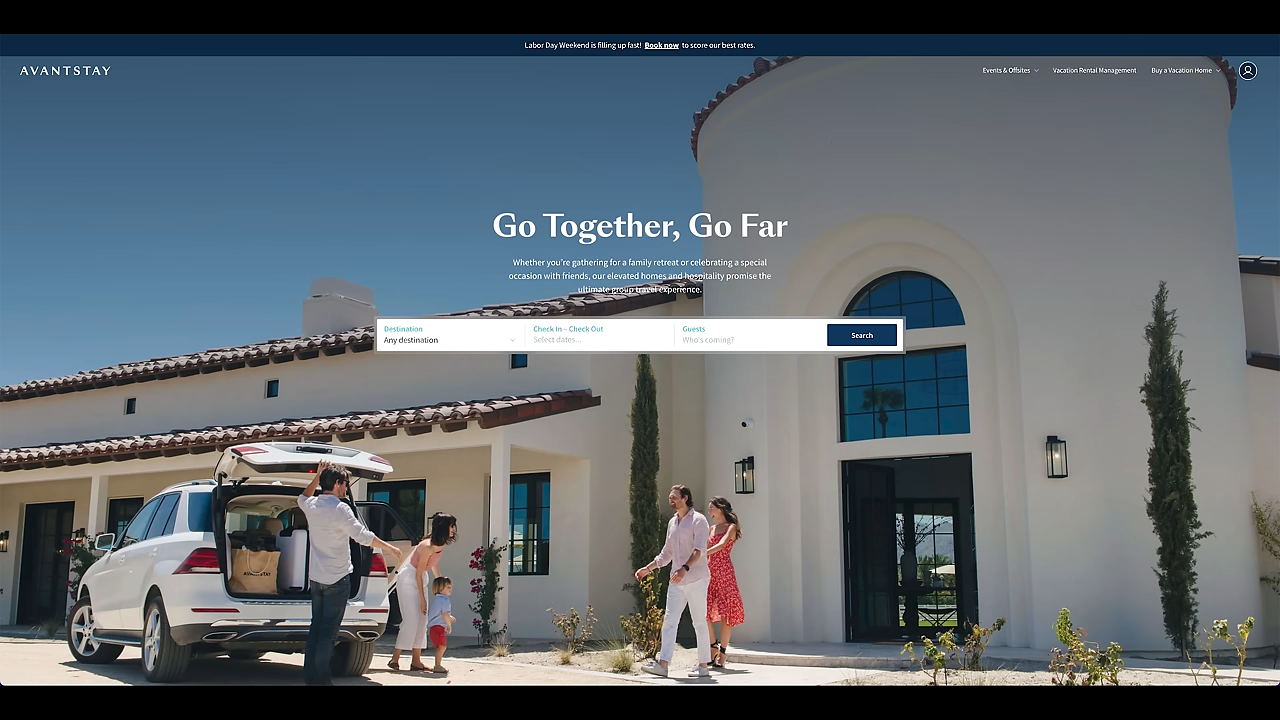 Labor Day Weekend is filling up fast! Book now to score our best rates.
AVANTSTAY
Events & Offsites
Vacation Rental Management
Buy a Vacation Home
Go Together, Go Far
Whether you're gathering for a family retreat or celebrating a special
occasion with friends, our elevated homes and hospitality promise the
ultimate group travel experience.
Destination
Any destination
Check In – Check Out
Select dates...
Guests
Who's coming?
Search
AVANTSTAY